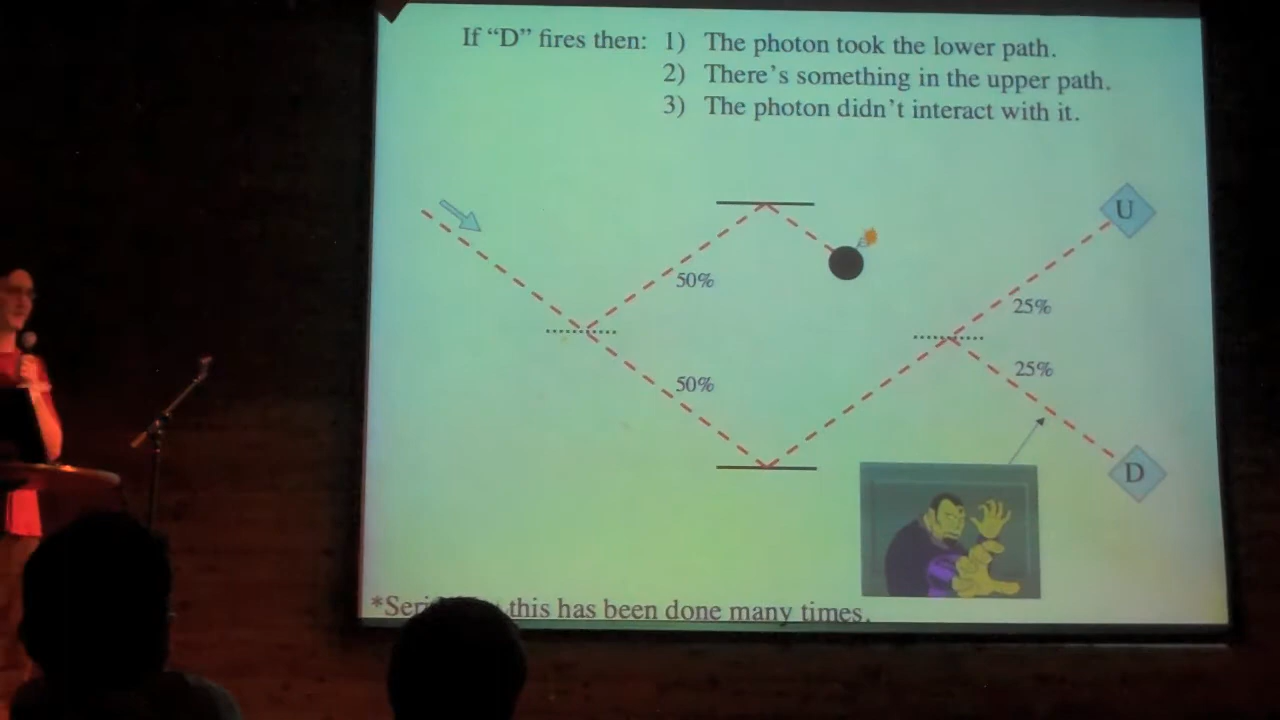 If “D” fires then: 1) The photon took the lower path.
2) There’s something in the upper path.
3) The photon didn’t interact with it.
U
50%
25%
25%
50%
D
this has been done many times.